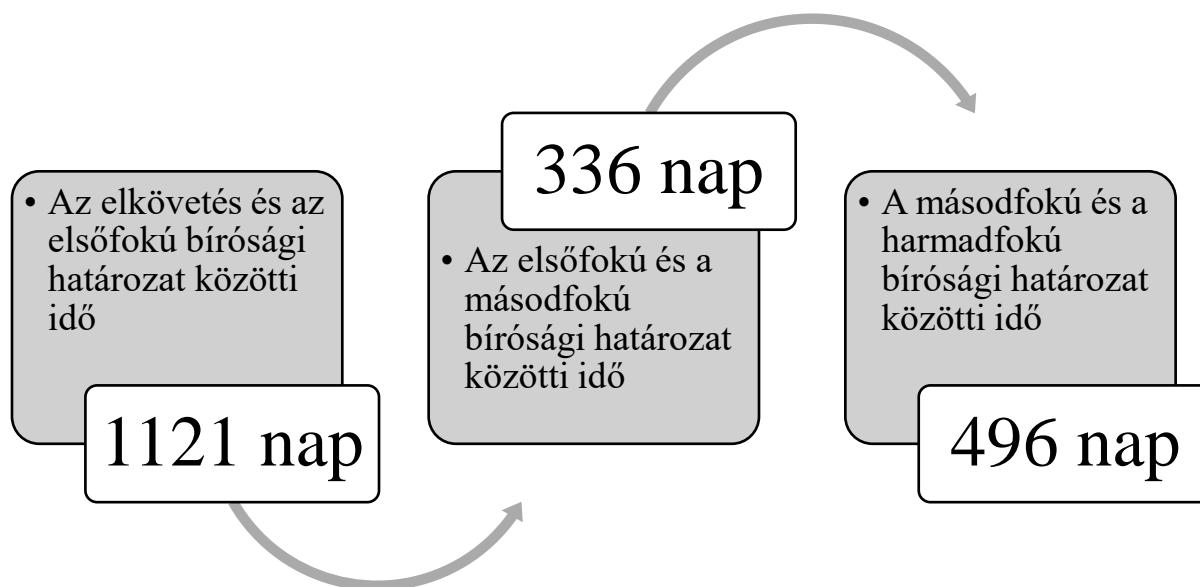 • Az elkövetés és az
elsőfokú bírósági
határozat közötti
idő
1121 nap
336 nap
• Az elsőfokú és a
másodfokú
bírósági határozat
közötti idő
• A másodfokú és a
harmadfokú
bírósági határozat
közötti idő
496 nap